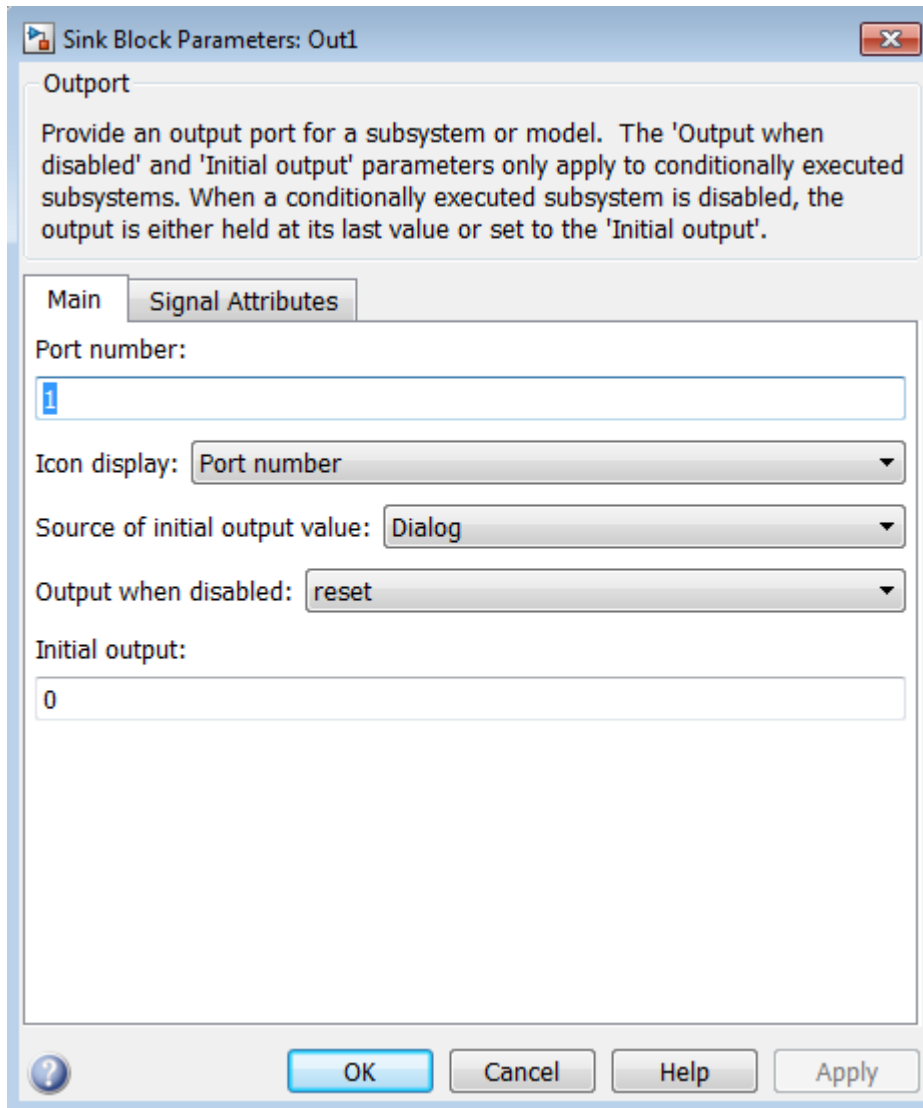 Sink Block Parameters: Out1
Outport
Provide an output port for a subsystem or model.  The 'Output when
disabled' and 'Initial output' parameters only apply to conditionally executed
subsystems. When a conditionally executed subsystem is disabled, the
output is either held at its last value or set to the 'Initial output'.
Main Signal Attributes
Port number:
1
Icon display: Port number
Source of initial output value: Dialog
Output when disabled: reset
Initial output:
0
? OK Cancel Help Apply